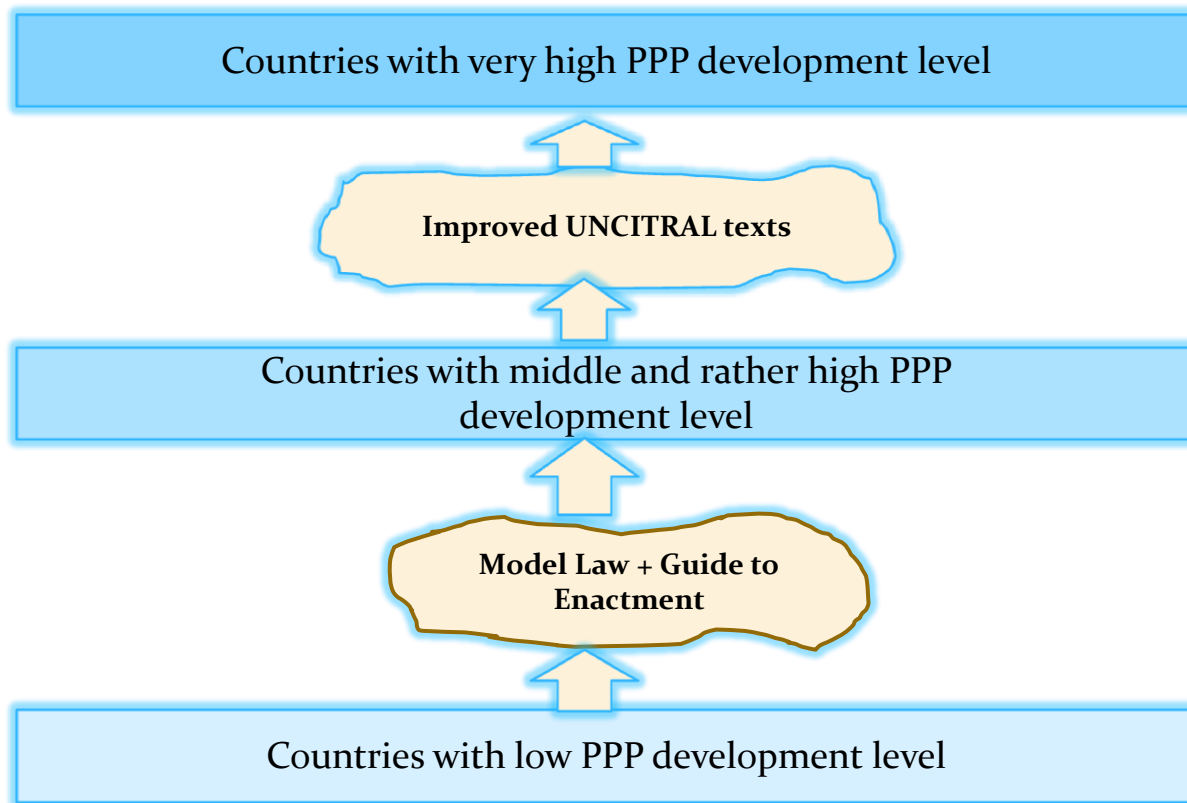 Countries with very high PPP development level
Improved UNCITRAL texts
Countries with middle and rather high PPP
development level
Model Law + Guide to
Enactment
Countries with low PPP development level